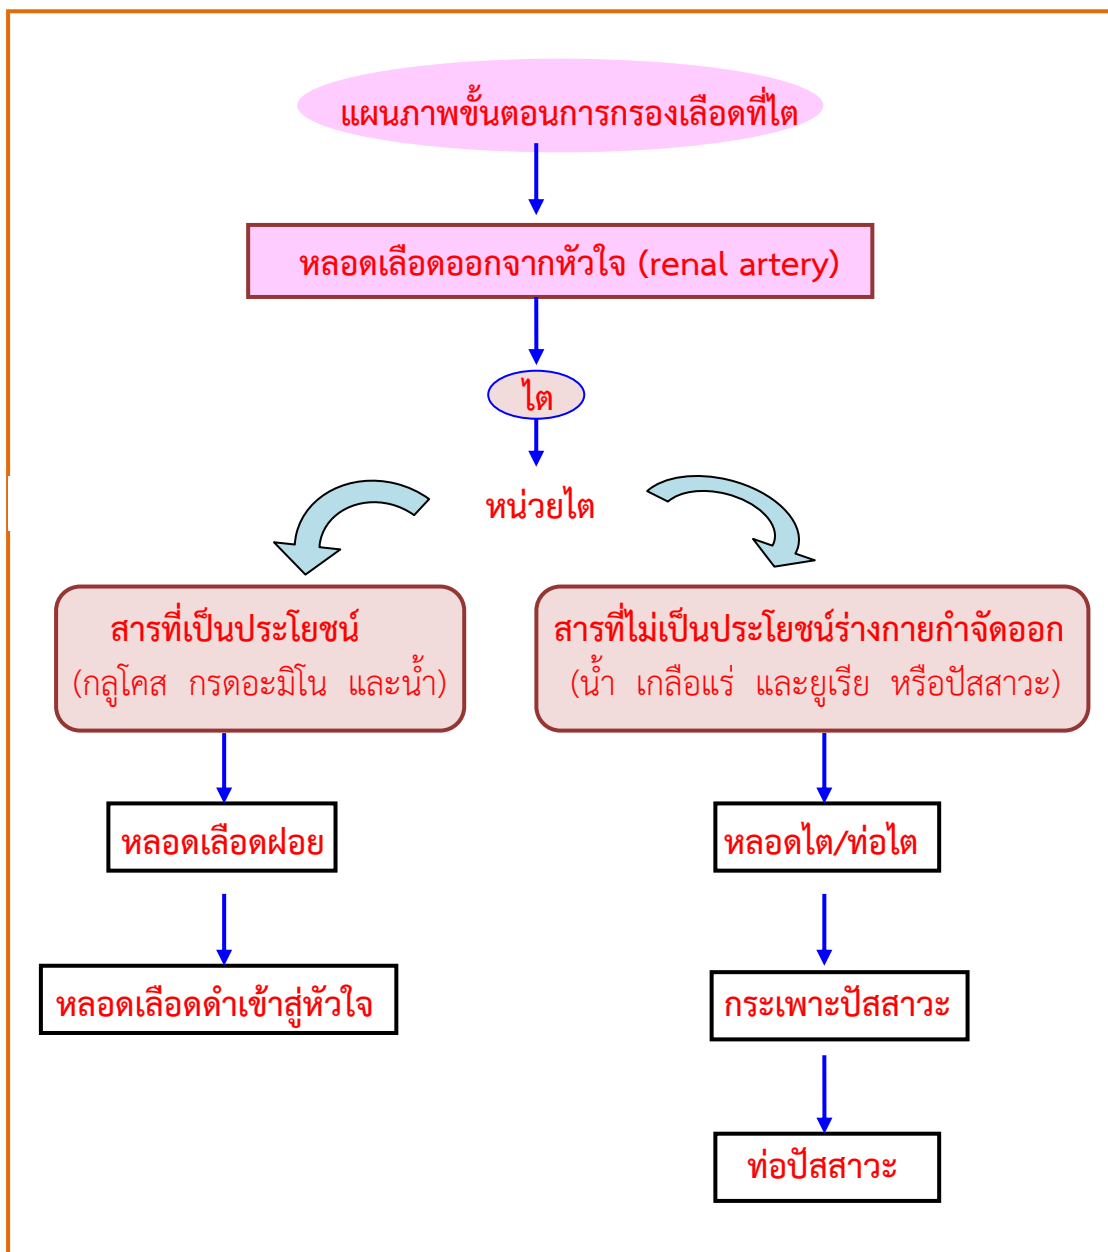 แผนภาพขั้นตอนการกรองเลือดที่ไต
หลอดเลือดออกจากหัวใจ (renal artery)
ไต
หน่วยไต
สารที่เป็นประโยชน์
(กลูโคส กรดอะมิโน และน้ำ)
สารที่ไม่เป็นประโยชน์ร่างกายกำจัดออก
(น้ำ เกลือแร่ และยูเรีย หรือปัสสาวะ)
หลอดเลือดฝอย
หลอดไต/ท่อไต
หลอดเลือดดำเข้าสู่หัวใจ
กระเพาะปัสสาวะ
ท่อปัสสาวะ